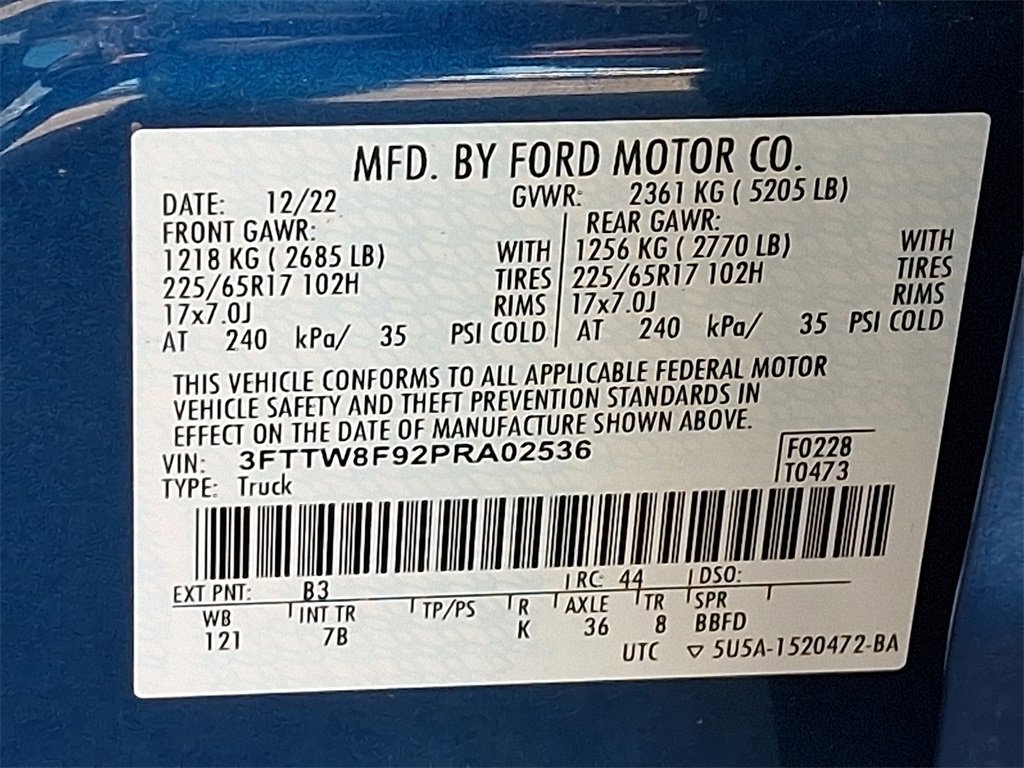 MFD. BY FORD MOTOR CO.
DATE: 12/22 GVWR: 2361 KG ( 5205 LB)
FRONT GAWR: REAR GAWR:
1218 KG ( 2685 LB) WITH 1256 KG ( 2770 LB) WITH
225/65R17 102H TIRES 225/65R17 102H TIRES
17x7.0J RIMS 17x7.0J RIMS
AT 240 kPa/ 35 PSI COLD AT 240 kPa/ 35 PSI COLD
THIS VEHICLE CONFORMS TO ALL APPLICABLE FEDERAL MOTOR
VEHICLE SAFETY AND THEFT PREVENTION STANDARDS IN
EFFECT ON THE DATE OF MANUFACTURE SHOWN ABOVE.
VIN: 3FTTW8F92PRA02536 F0228
TYPE: Truck T0473
EXT PNT: B3 RC: 44 DSO:
WB INT TR TP/PS R AXLE TR SPR
121 7B K 36 8 BBFD
UTC ▽ 5U5A-1520472-BA